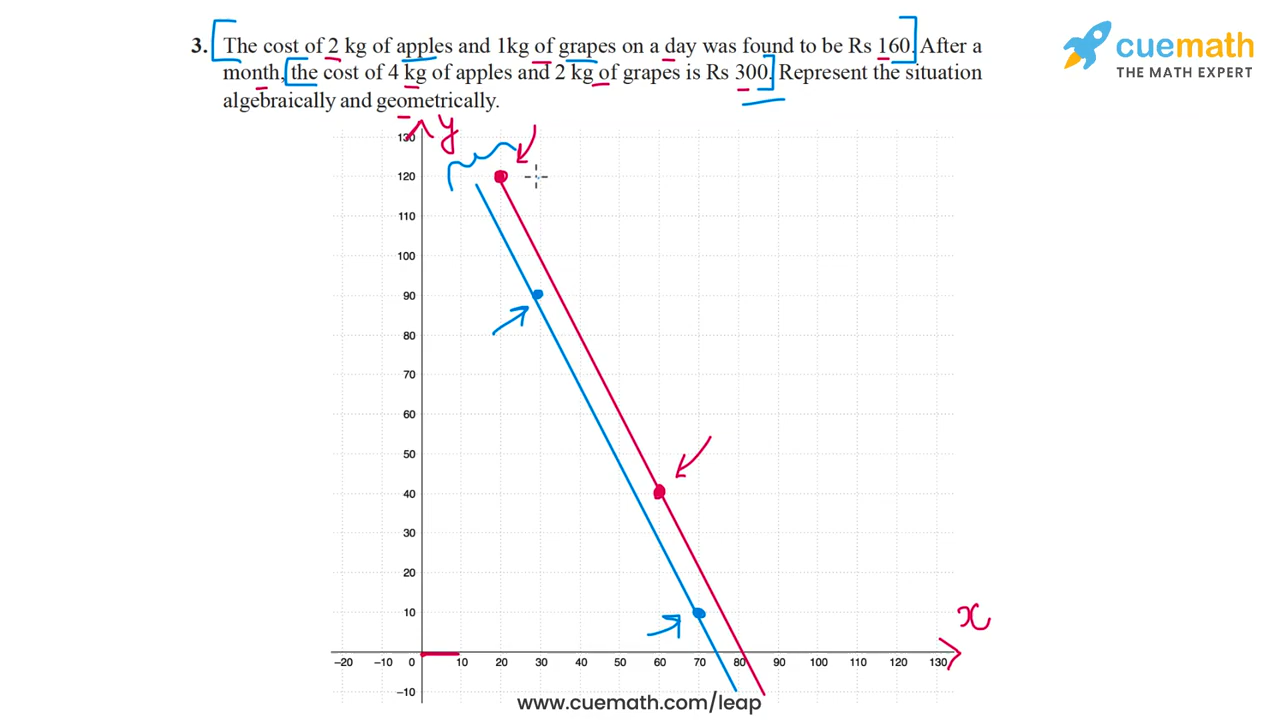 3. The cost of 2 kg of apples and 1kg of grapes on a day was found to be Rs 160. After a
month, the cost of 4 kg of apples and 2 kg of grapes is Rs 300. Represent the situation
algebraically and geometrically.
cuemath
THE MATH EXPERT
y
130
120
110
100
90
80
70
60
50
40
30
20
10
x
−20 −10 0 10 20 30 40 50 60 70 80 90 100 110 120 130
−10
www.cuemath.com/leap